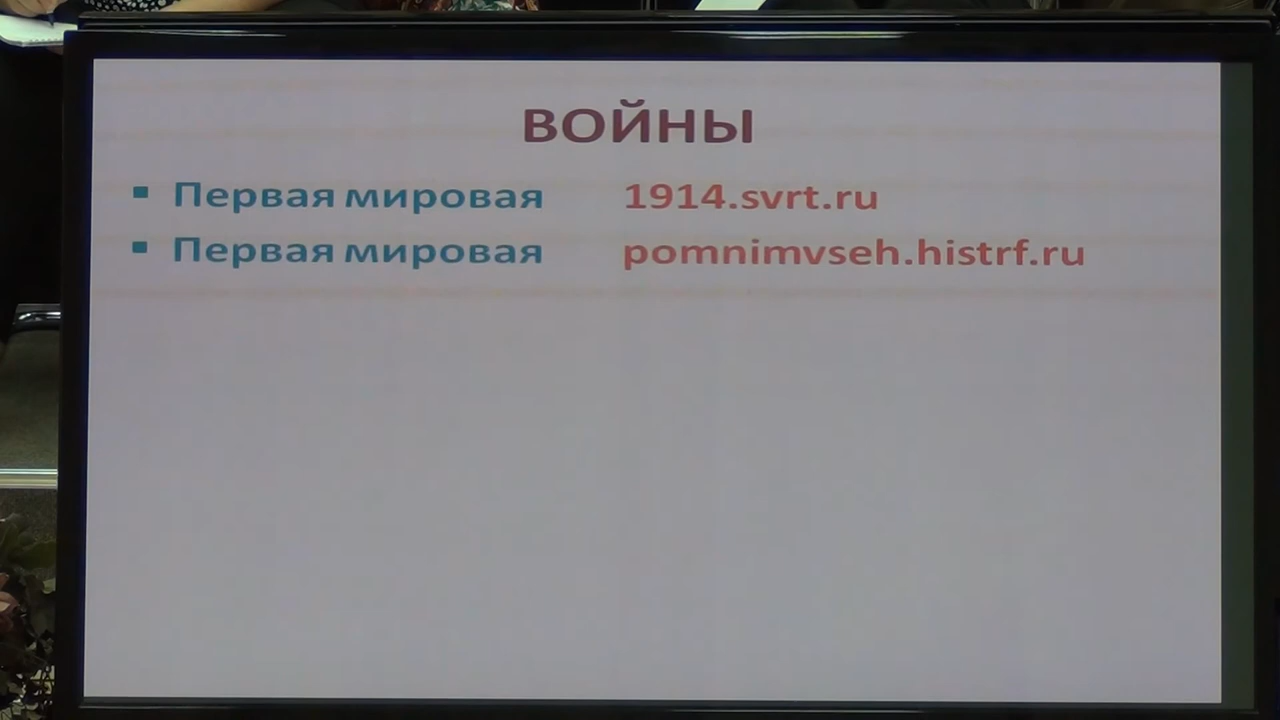 ВОЙНЫ
▪ Первая мировая 1914.svrt.ru
▪ Первая мировая pomnimvseh.histrf.ru